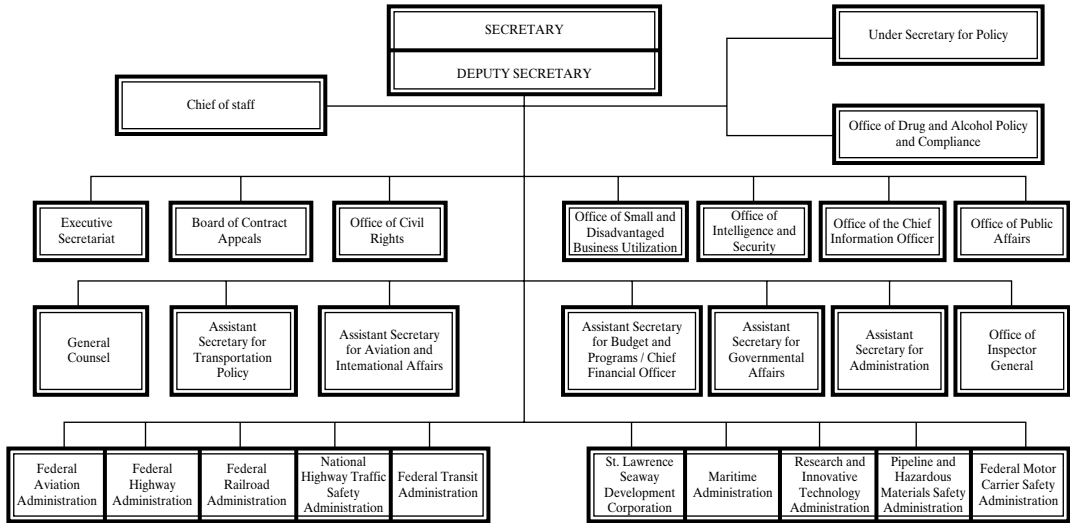 SECRETARY
DEPUTY SECRETARY
Under Secretary for Policy
Chief of staff
Office of Drug and Alcohol Policy
and Compliance
Executive
Secretariat
Board of Contract
Appeals
Office of Civil
Rights
Office of Small and
Disadvantaged
Business Utilization
Office of
Intelligence and
Security
Office of the Chief
Information Officer
Office of Public
Affairs
General
Counsel
Assistant
Secretary for
Transportation
Policy
Assistant Secretary
for Aviation and
Intemational Affairs
Assistant Secretary
for Budget and
Programs / Chief
Financial Officer
Assistant
Secretary for
Governmental
Affairs
Assistant
Secretary for
Administration
Office of
Inspector
General
Federal
Aviation
Administration
Federal
Highway
Administration
Federal
Railroad
Administration
National
Highway Traffic
Safety
Administration
Federal Transit
Administration
St. Lawrence
Seaway
Development
Corporation
Maritime
Administration
Research and
Innovative
Technology
Administration
Pipeline and
Hazardous
Materials Safety
Administration
Federal Motor
Carrier Safety
Administration